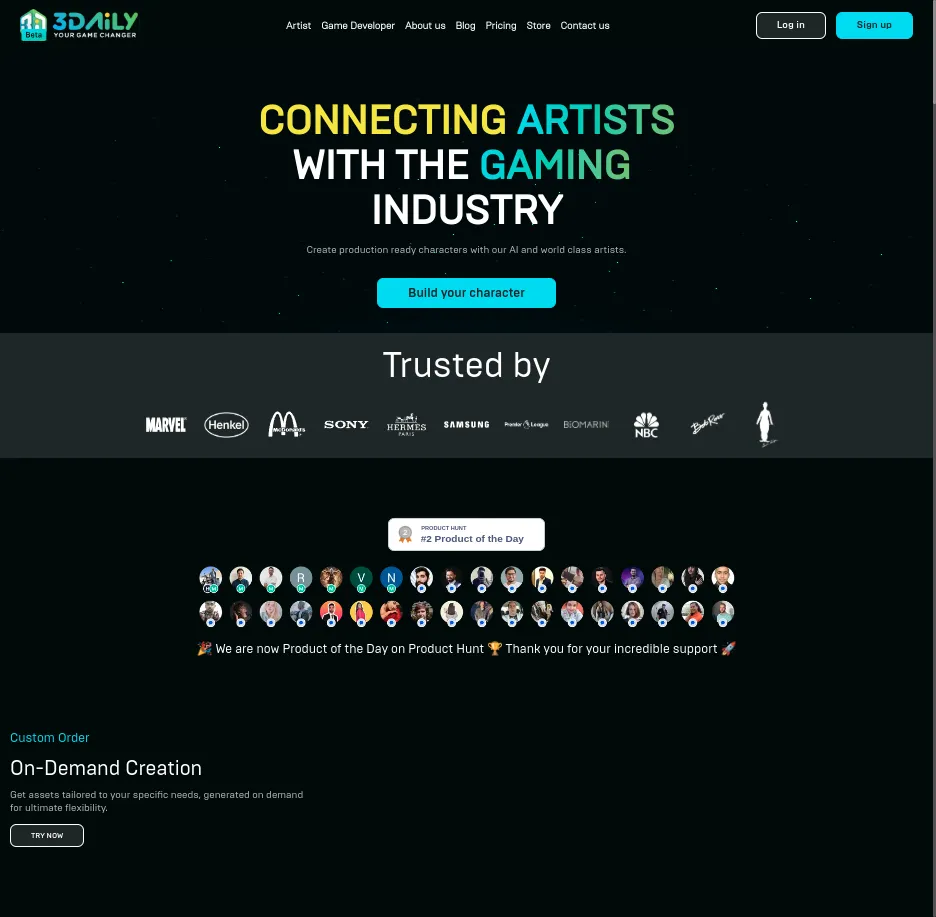 3DAiLY
YOUR GAME CHANGER
Beta
Artist Game Developer About us Blog Pricing Store Contact us
Log in
Sign up
CONNECTING ARTISTS
WITH THE GAMING
INDUSTRY
Create production ready characters with our AI and world class artists.
Build your character
Trusted by
MARVEL Henkel McDonald's SONY HERMÈS PARIS SAMSUNG Premier League BIOMARIN NBC Bob Ross
PRODUCT HUNT
#2 Product of the Day
R V N
🎉 We are now Product of the Day on Product Hunt 🏆 Thank you for your incredible support 🚀
Custom Order
On-Demand Creation
Get assets tailored to your specific needs, generated on demand
for ultimate flexibility.
TRY NOW